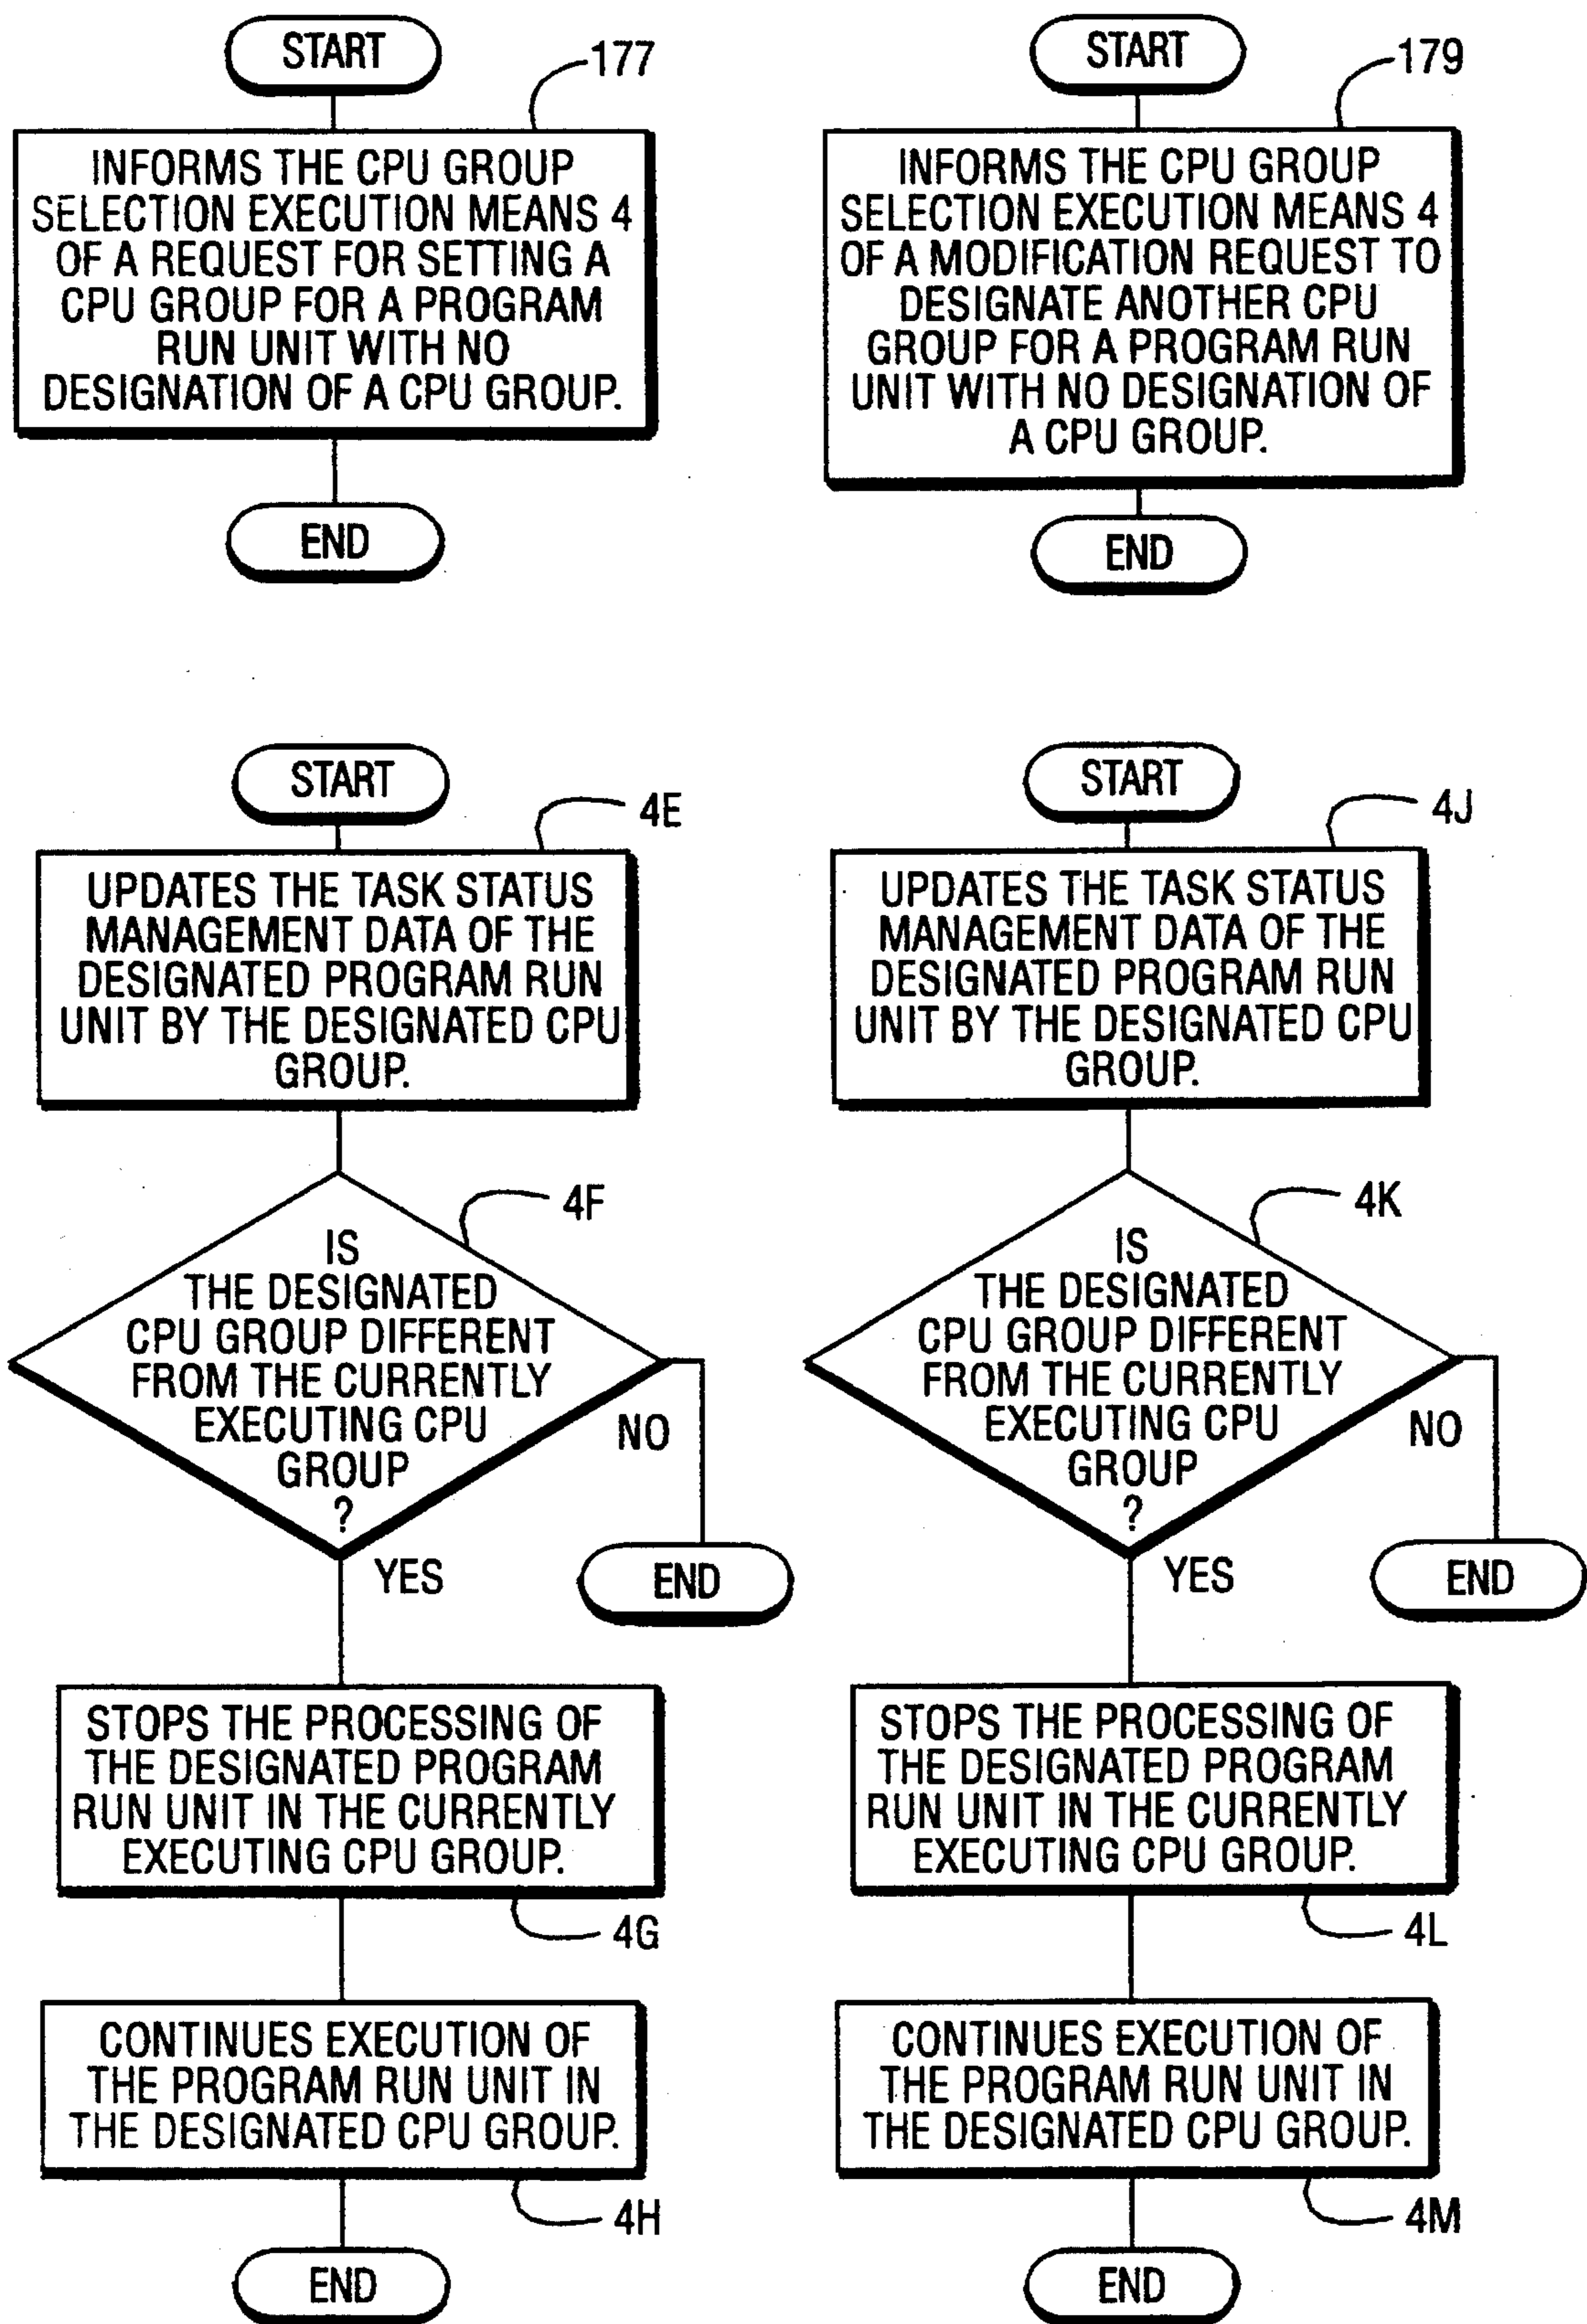 START
177
INFORMS THE CPU GROUP
SELECTION EXECUTION MEANS 4
OF A REQUEST FOR SETTING A
CPU GROUP FOR A PROGRAM
RUN UNIT WITH NO
DESIGNATION OF A CPU GROUP.
END
START
179
INFORMS THE CPU GROUP
SELECTION EXECUTION MEANS 4
OF A MODIFICATION REQUEST TO
DESIGNATE ANOTHER CPU
GROUP FOR A PROGRAM RUN
UNIT WITH NO DESIGNATION OF
A CPU GROUP.
END
START
4E
UPDATES THE TASK STATUS
MANAGEMENT DATA OF THE
DESIGNATED PROGRAM RUN
UNIT BY THE DESIGNATED CPU
GROUP.
4F
IS
THE DESIGNATED
CPU GROUP DIFFERENT
FROM THE CURRENTLY
EXECUTING CPU
GROUP
?
NO
END
YES
STOPS THE PROCESSING OF
THE DESIGNATED PROGRAM
RUN UNIT IN THE CURRENTLY
EXECUTING CPU GROUP.
4G
CONTINUES EXECUTION OF
THE PROGRAM RUN UNIT IN
THE DESIGNATED CPU GROUP.
4H
END
START
4J
UPDATES THE TASK STATUS
MANAGEMENT DATA OF THE
DESIGNATED PROGRAM RUN
UNIT BY THE DESIGNATED CPU
GROUP.
4K
IS
THE DESIGNATED
CPU GROUP DIFFERENT
FROM THE CURRENTLY
EXECUTING CPU
GROUP
?
NO
END
YES
STOPS THE PROCESSING OF
THE DESIGNATED PROGRAM
RUN UNIT IN THE CURRENTLY
EXECUTING CPU GROUP.
4L
CONTINUES EXECUTION OF
THE PROGRAM RUN UNIT IN
THE DESIGNATED CPU GROUP.
4M
END